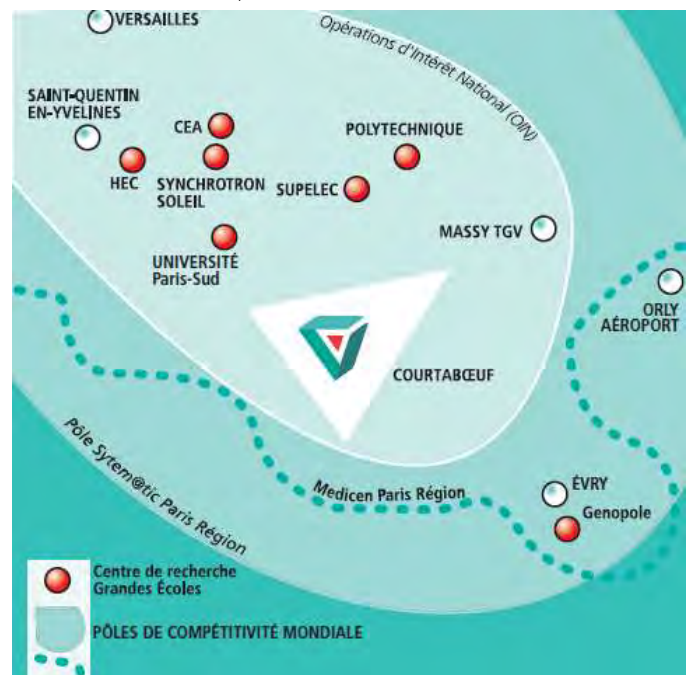 VERSAILLES
Opérations d'Intérêt National (OIN)
SAINT-QUENTIN
EN-YVELINES
CEA
POLYTECHNIQUE
HEC
SYNCHROTRON
SOLEIL
SUPELEC
MASSY TGV
UNIVERSITÉ
Paris-Sud
ORLY
AÉROPORT
COURTABŒUF
Pôle Sytem@tic Paris Région
Medicen Paris Région
ÉVRY
Genopole
Centre de recherche
Grandes Écoles
PÔLES DE COMPÉTITIVITÉ MONDIALE